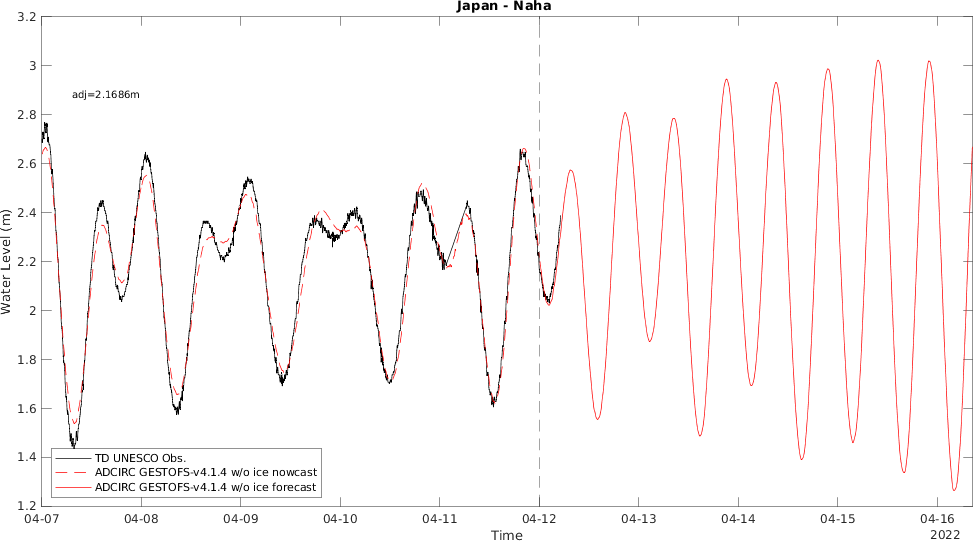 Japan - Naha
3.2
3
2.8
2.6
2.4
2.2
2
1.8
1.6
1.4
1.2
Water Level (m)
adj=2.1686m
TD UNESCO Obs.
ADCIRC GESTOFS-v4.1.4 w/o ice nowcast
ADCIRC GESTOFS-v4.1.4 w/o ice forecast
04-07 04-08 04-09 04-10 04-11 04-12 04-13 04-14 04-15 04-16
Time
2022